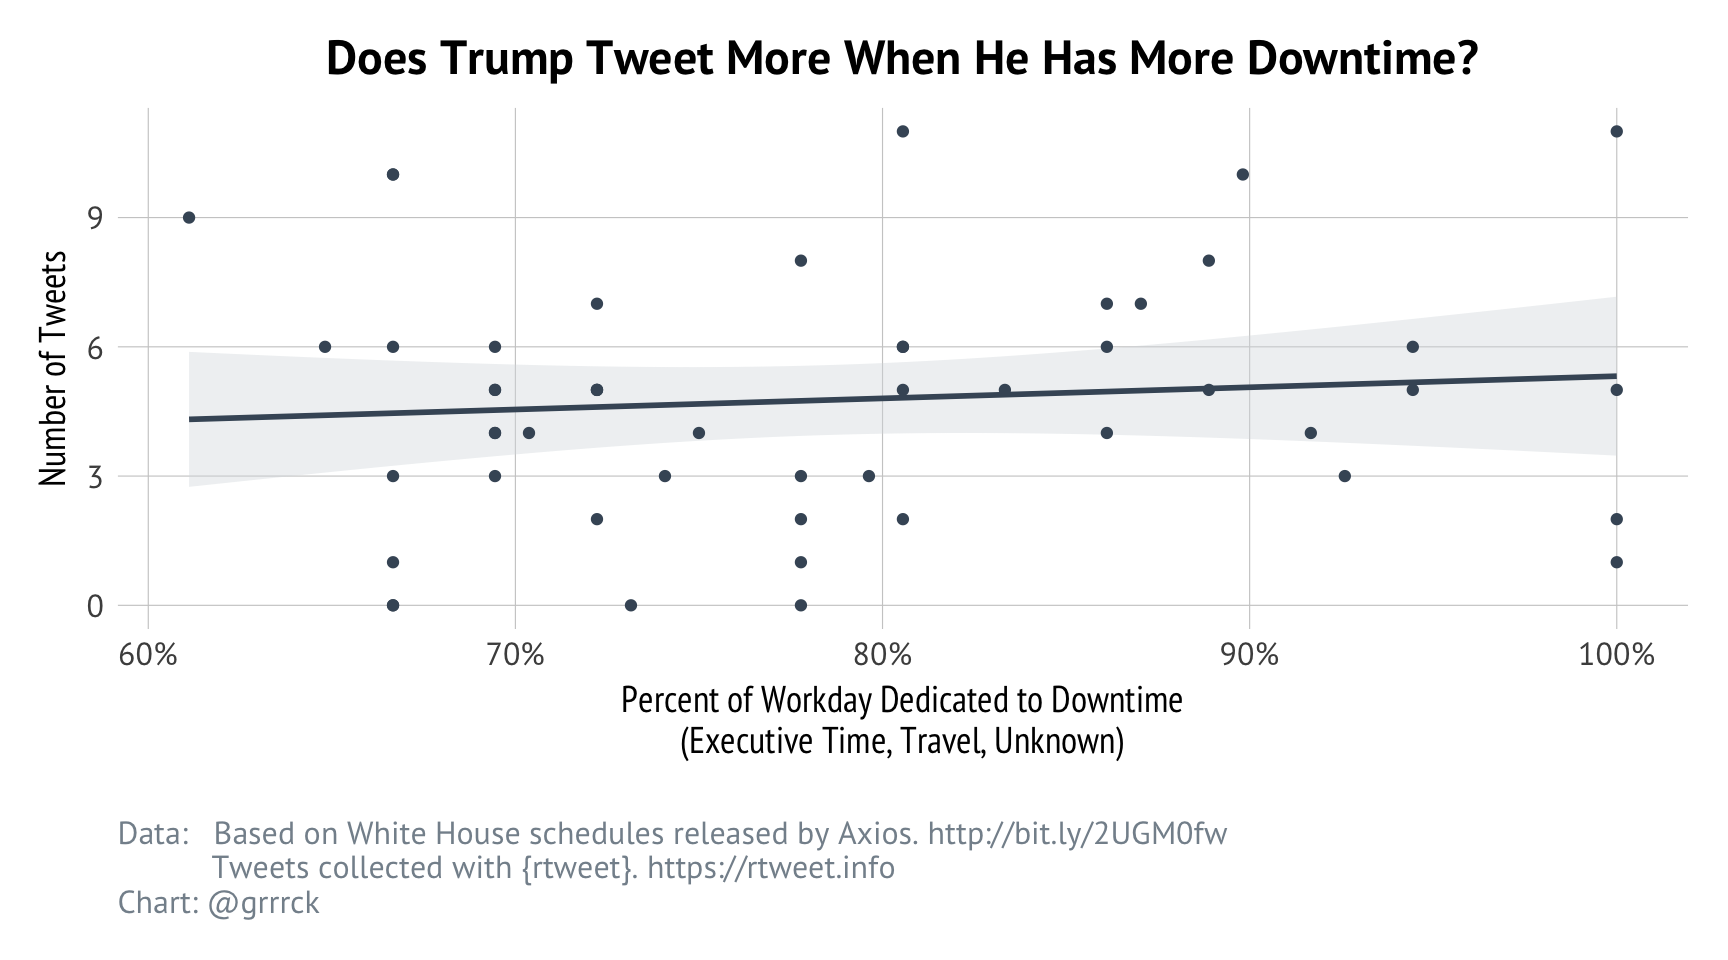 Does Trump Tweet More When He Has More Downtime?
Number of Tweets
9
6
3
0
60% 70% 80% 90% 100%
Percent of Workday Dedicated to Downtime
(Executive Time, Travel, Unknown)
Data: Based on White House schedules released by Axios. http://bit.ly/2UGM0fw
Tweets collected with {rtweet}. https://rtweet.info
Chart: @grrrck